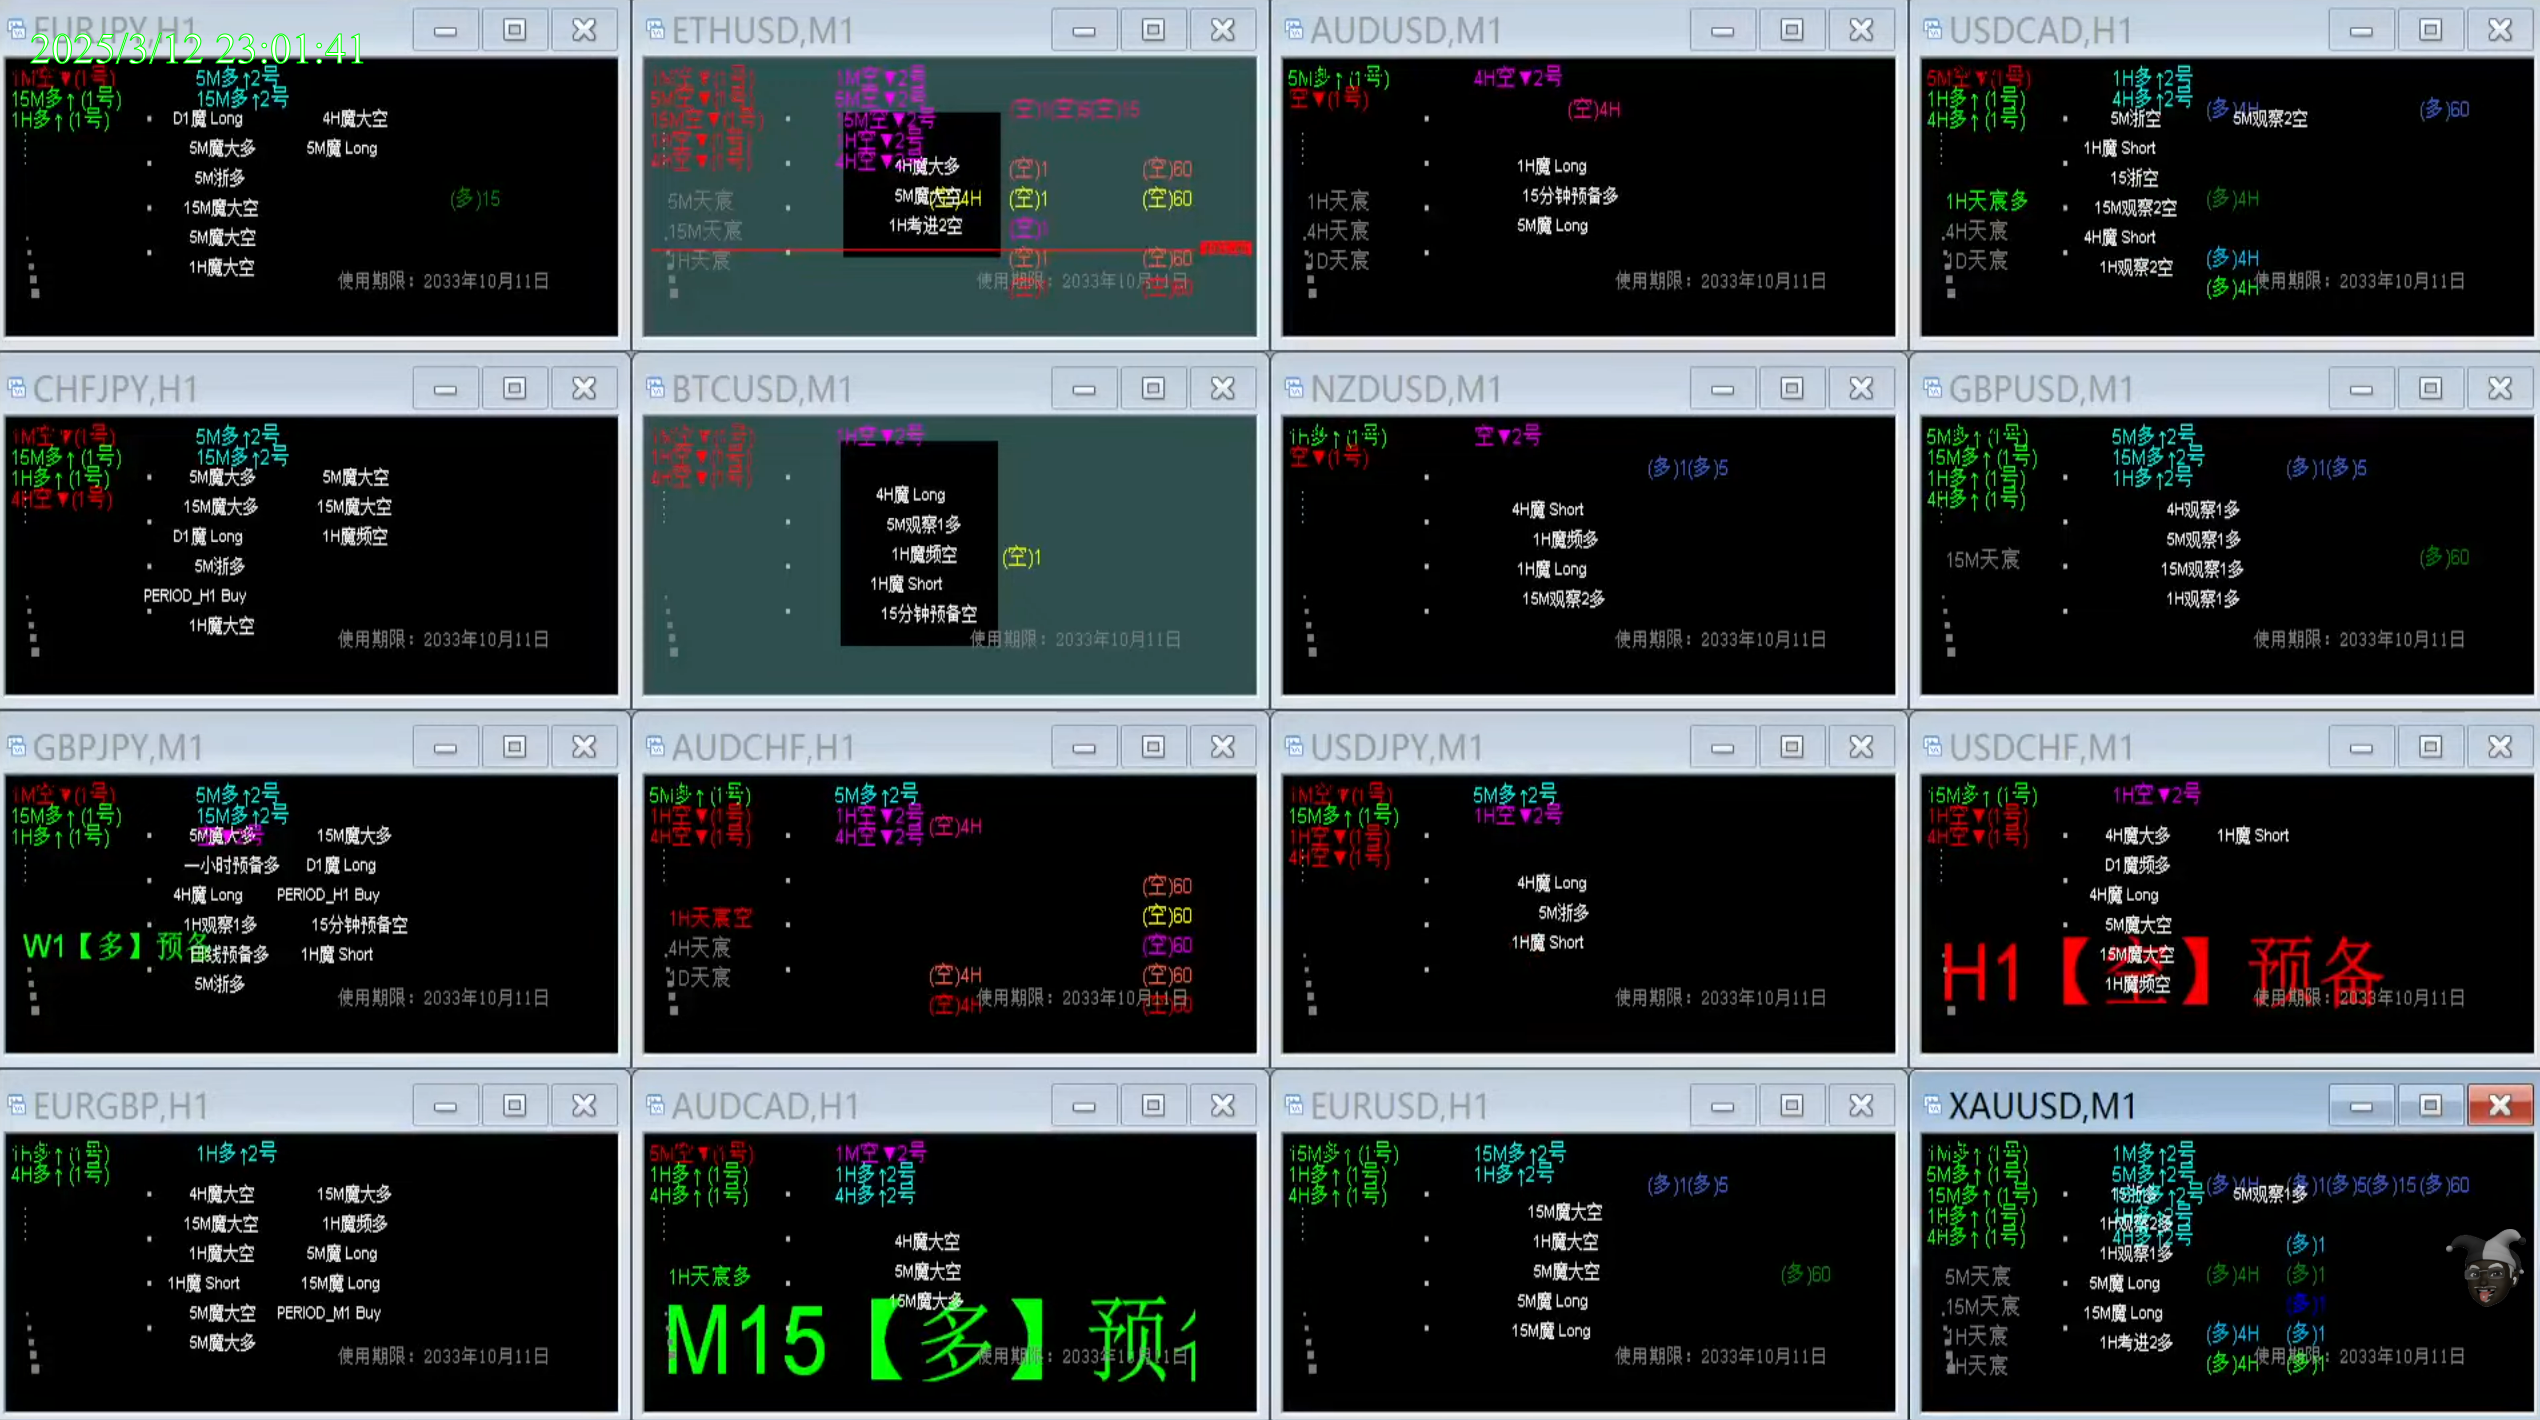 EURJPY,H1
2025/3/12 23:01:41
1M空▼(1号) 5M多↑2号
15M多↑(1号) 15M多↑2号
1H多↑(1号)
D1魔 Long 4H魔大空
5M魔大多 5M魔 Long
5M浙多
15M魔大空 (多)15
5M魔大空
1H魔大空
使用期限：2033年10月11日
ETHUSD,M1
1M空▼(1号) 1M空▼2号
5M空▼(1号) 5M空▼2号
15M空▼(1号) 15M空▼2号 (空)1(空)5(空)15
1H空▼(1号) 1H空▼2号
4H空▼(1号) 4H空▼2号
4H魔大多 (空)1 (空)60
5M天宸 5M魔大空 (空)4H (空)1 (空)60
15M天宸 1H考进2空 (空)1
1H天宸 (空)1 (空)60
使用期限：2033年10月11日
AUDUSD,M1
5M多↑(1号) 4H空▼2号
空▼(1号) (空)4H
1H魔 Long
1H天宸 15分钟预备多
4H天宸 5M魔 Long
1D天宸
使用期限：2033年10月11日
USDCAD,H1
5M空▼(1号) 1H多↑2号
1H多↑(1号) 4H多↑2号 (多)4H (多)60
4H多↑(1号) 5M浙空 5M观察2空
1H魔 Short
15浙空
1H天宸多 15M观察2空 (多)4H
4H天宸 4H魔 Short
1D天宸 1H观察2空 (多)4H
(多)4H 使用期限：2033年10月11日
CHFJPY,H1
1M空▼(1号) 5M多↑2号
15M多↑(1号) 15M多↑2号
1H多↑(1号) 5M魔大多 5M魔大空
4H空▼(1号) 15M魔大多 15M魔大空
D1魔 Long 1H魔频空
5M浙多
PERIOD_H1 Buy
1H魔大空
使用期限：2033年10月11日
BTCUSD,M1
1M空▼(1号) 1H空▼2号
1H空▼(1号)
4H空▼(1号)
4H魔 Long
5M观察1多
1H魔频空 (空)1
1H魔 Short
15分钟预备空
使用期限：2033年10月11日
NZDUSD,M1
1H多↑(1号) 空▼2号
空▼(1号) (多)1(多)5
4H魔 Short
1H魔频多
1H魔 Long
15M观察2多
使用期限：2033年10月11日
GBPUSD,M1
5M多↑(1号) 5M多↑2号
15M多↑(1号) 15M多↑2号 (多)1(多)5
1H多↑(1号) 1H多↑2号
4H多↑(1号) 4H观察1多
5M观察1多
15M天宸 15M观察1多 (多)60
1H观察1多
使用期限：2033年10月11日
GBPJPY,M1
1M空▼(1号) 5M多↑2号
15M多↑(1号) 15M多↑2号
1H多↑(1号) 5M魔大多 15M魔大多
一小时预备多 D1魔 Long
4H魔 Long PERIOD_H1 Buy
1H观察1多 15分钟预备空
W1【多】预备 日线预备多 1H魔 Short
5M浙多
使用期限：2033年10月11日
AUDCHF,H1
5M多↑(1号) 5M多↑2号
1H空▼(1号) 1H空▼2号 (空)4H
4H空▼(1号) 4H空▼2号
(空)60
1H天宸空 (空)60
4H天宸 (空)60
1D天宸 (空)4H (空)60
(空)4H 使用期限：2033年10月11日 (空)60
USDJPY,M1
1M空▼(1号) 5M多↑2号
15M多↑(1号) 1H空▼2号
1H空▼(1号)
4H空▼(1号)
4H魔 Long
5M浙多
1H魔 Short
使用期限：2033年10月11日
USDCHF,M1
15M多↑(1号) 1H空▼2号
1H空▼(1号)
4H空▼(1号) 4H魔大多 1H魔 Short
D1魔频多
4H魔 Long
5M魔大空
15M魔大空
H1【空】预备
1H魔频空
使用期限：2033年10月11日
EURGBP,H1
1H多↑(1号) 1H多↑2号
4H多↑(1号)
4H魔大空 15M魔大多
15M魔大空 1H魔频多
1H魔大空 5M魔 Long
1H魔 Short 15M魔 Long
5M魔大空 PERIOD_M1 Buy
5M魔大多
使用期限：2033年10月11日
AUDCAD,H1
5M空▼(1号) 1M空▼2号
1H多↑(1号) 1H多↑2号
4H多↑(1号) 4H多↑2号
4H魔大空
1H天宸多 5M魔大空
15M魔大多
M15【多】预
使用期限：2033年10月11日
EURUSD,H1
15M多↑(1号) 15M多↑2号
1H多↑(1号) 1H多↑2号 (多)1(多)5
4H多↑(1号)
15M魔大空
1H魔大空
5M魔大空 (多)60
5M魔 Long
15M魔 Long
使用期限：2033年10月11日
XAUUSD,M1
1M多↑(1号) 1M多↑2号
5M多↑(1号) 5M多↑2号 (多)4H (多)1(多)5(多)15(多)60
15M多↑(1号) 15浙多 5M观察1多
1H多↑(1号) 1H观察2多
4H多↑(1号) 4H多↑2号 (多)1
1H观察1多
5M天宸 5M魔 Long (多)4H (多)1
15M天宸 15M魔 Long (多)1
1H天宸 1H考进2多 (多)4H (多)1
4H天宸 (多)4H (多)1
使用期限：2033年10月11日